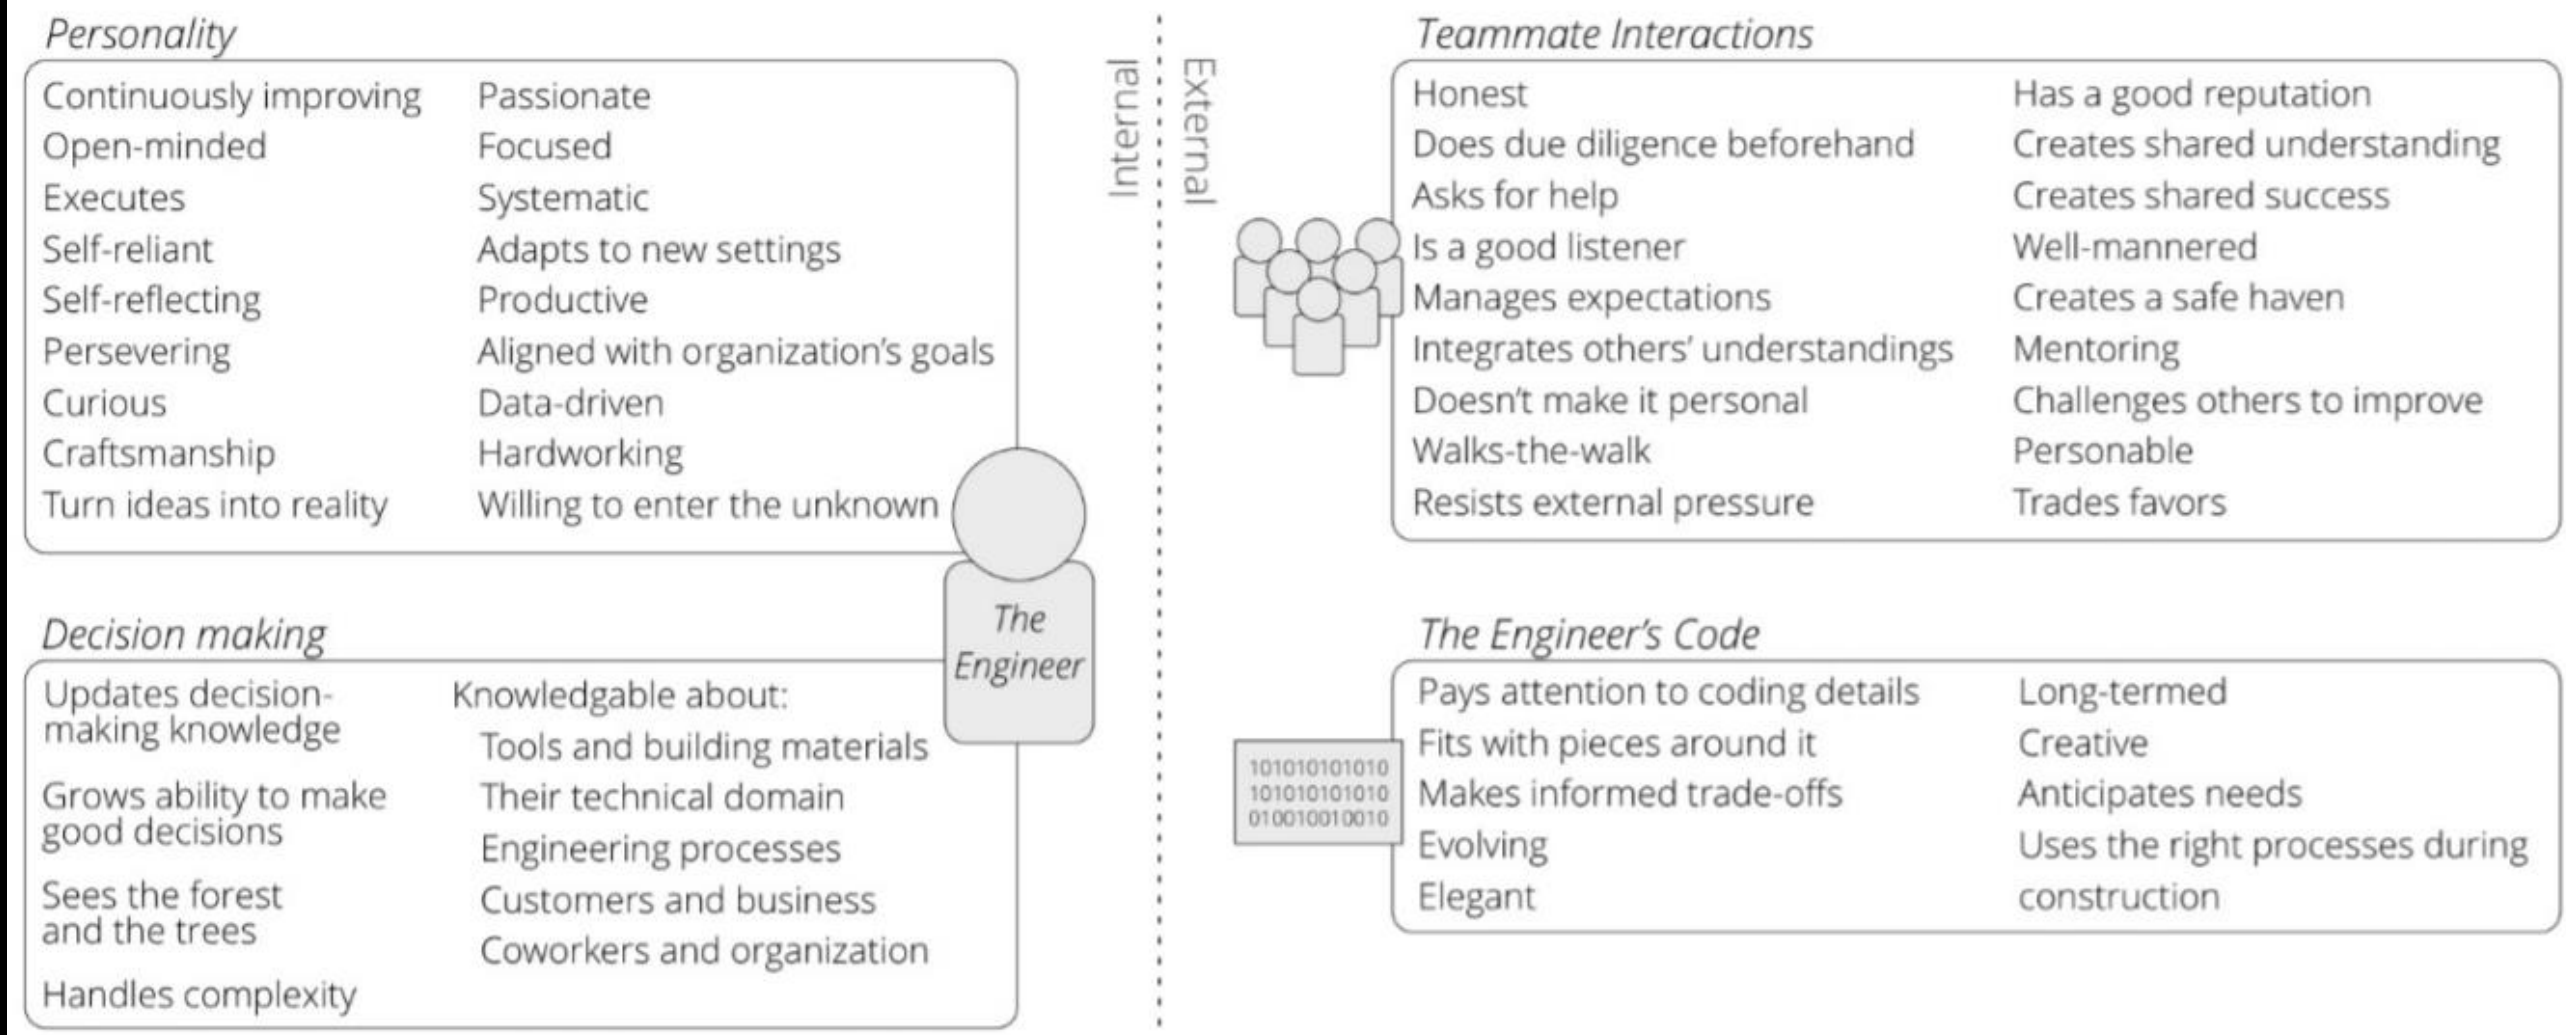 Personality
Continuously improving
Open-minded
Executes
Self-reliant
Self-reflecting
Persevering
Curious
Craftsmanship
Turn ideas into reality
Passionate
Focused
Systematic
Adapts to new settings
Productive
Aligned with organization's goals
Data-driven
Hardworking
Willing to enter the unknown
Decision making
Updates decision-
making knowledge
Grows ability to make
good decisions
Sees the forest
and the trees
Handles complexity
Knowledgable about:
Tools and building materials
Their technical domain
Engineering processes
Customers and business
Coworkers and organization
The
Engineer
Internal
External
Teammate Interactions
Honest
Does due diligence beforehand
Asks for help
Is a good listener
Manages expectations
Integrates others' understandings
Doesn't make it personal
Walks-the-walk
Resists external pressure
Has a good reputation
Creates shared understanding
Creates shared success
Well-mannered
Creates a safe haven
Mentoring
Challenges others to improve
Personable
Trades favors
The Engineer's Code
101010101010
101010101010
010010010010
Pays attention to coding details
Fits with pieces around it
Makes informed trade-offs
Evolving
Elegant
Long-termed
Creative
Anticipates needs
Uses the right processes during
construction